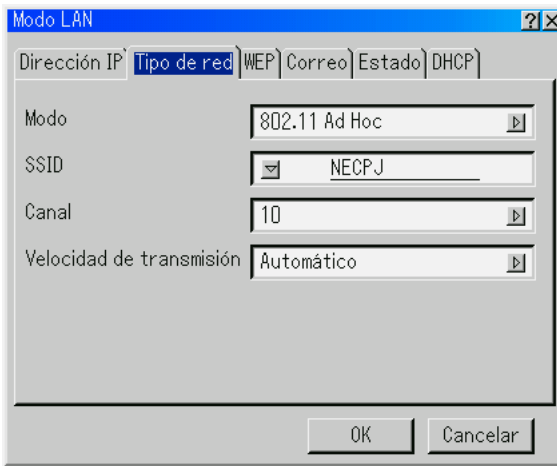 Modo LAN
Dirección IP Tipo de red WEP Correo Estado DHCP
Modo 802.11 Ad Hoc
SSID NECPJ
Canal 10
Velocidad de transmisión Automático
OK Cancelar